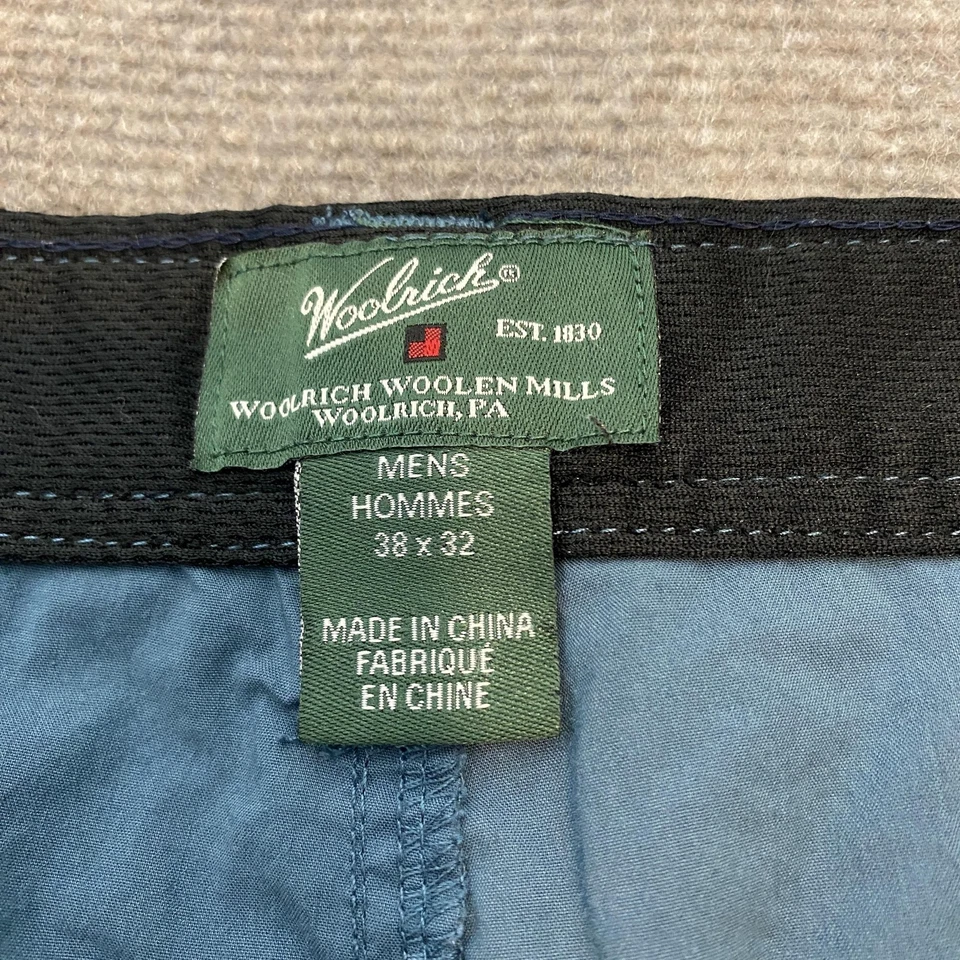 Woolrich®
EST. 1830
WOOLRICH WOOLEN MILLS
WOOLRICH, PA
MENS
HOMMES
38 x 32
MADE IN CHINA
FABRIQUÉ
EN CHINE